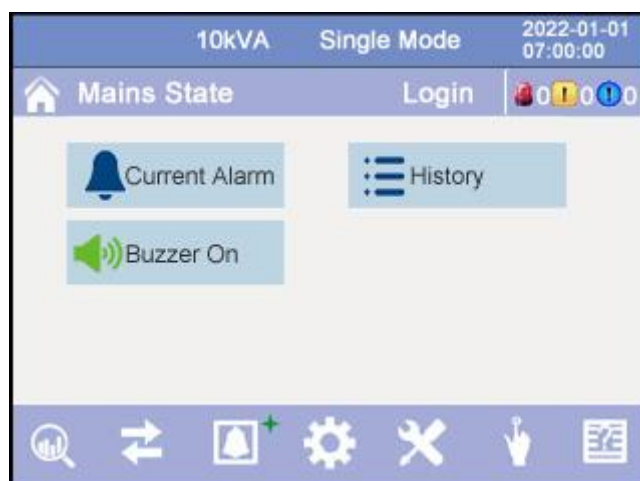 10kVA Single Mode 2022-01-01
07:00:00
Mains State Login 0 0 0
Current Alarm History
Buzzer On